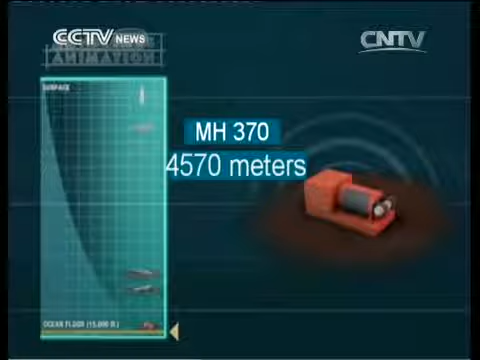 CCTV NEWS
CNTV
ANIMATION
SURFACE
MH 370
4570 meters
OCEAN FLOOR (15,000 ft.)